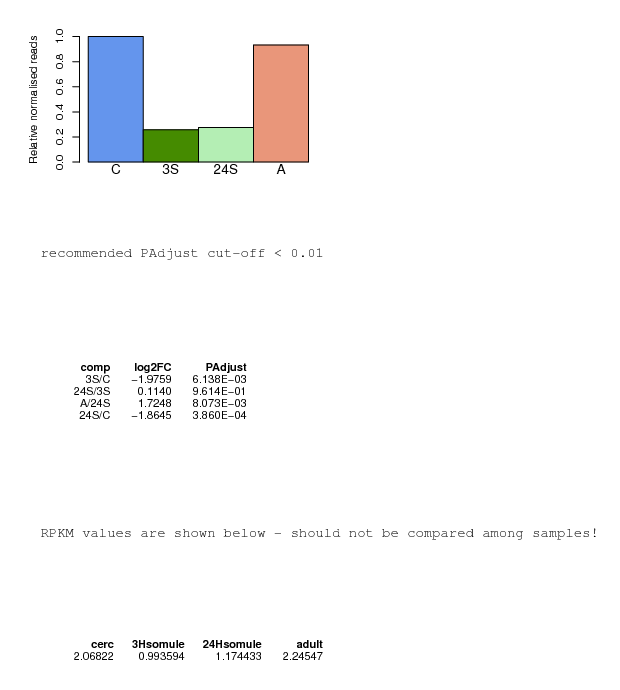 Relative normalised reads
1.0
0.8
0.6
0.4
0.2
0.0
C 3S 24S A
recommended PAdjust cut-off < 0.01
comp log2FC PAdjust
3S/C −1.9759 6.138E−03
24S/3S 0.1140 9.614E−01
A/24S 1.7248 8.073E−03
24S/C −1.8645 3.860E−04
RPKM values are shown below - should not be compared among samples!
cerc 3Hsomule 24Hsomule adult
2.06822 0.993594 1.174433 2.24547